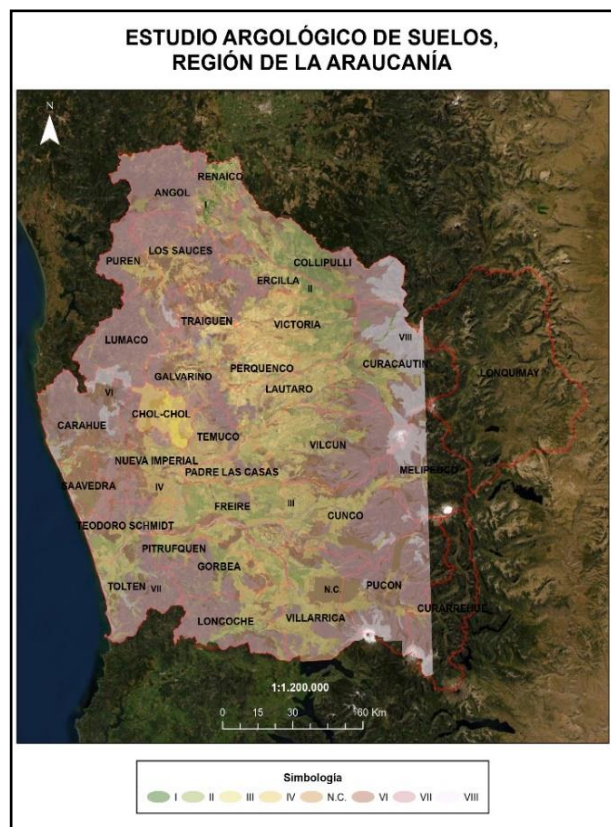 ESTUDIO ARGOLÓGICO DE SUELOS,
REGIÓN DE LA ARAUCANÍA
N
RENAICO
ANGOL
I
LOS SAUCES
PUREN
COLLIPULLI
ERCILLA
II
TRAIGUEN
VICTORIA
LUMACO
VIII
CURACAUTIN
LONQUIMAY
PERQUENCO
GALVARINO
LAUTARO
VI
CHOL-CHOL
CARAHUE
TEMUCO
VILCUN
NUEVA IMPERIAL
PADRE LAS CASAS
MELIPEUCO
SAAVEDRA
IV
III
FREIRE
CUNCO
TEODORO SCHMIDT
PITRUFQUEN
GORBEA
TOLTEN
VII
N.C.
PUCON
CURARREHUE
LONCOCHE
VILLARRICA
1:1.200.000
0 15 30 60 Km
Simbología
I II III IV N.C. VI VII VIII